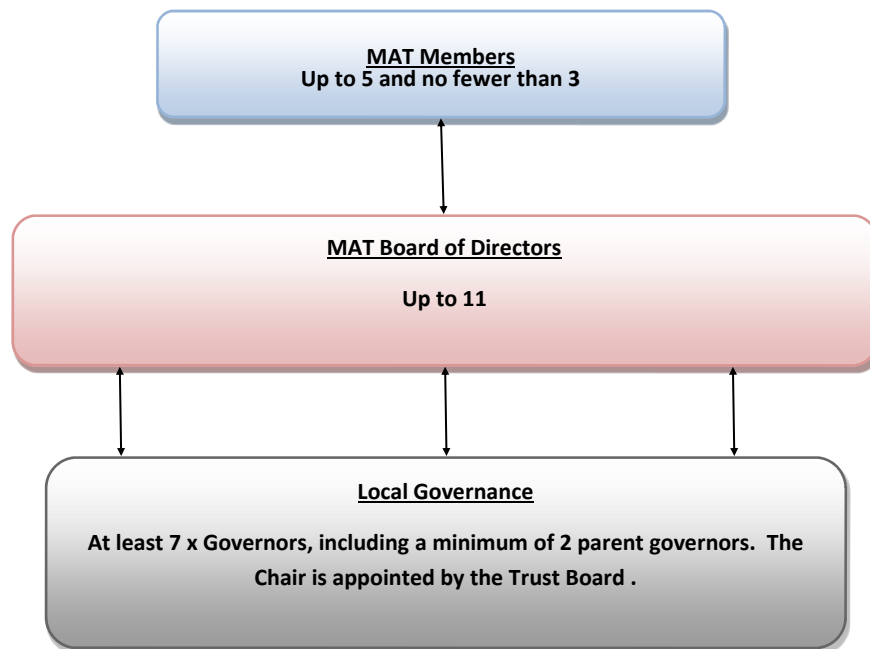 MAT Members
Up to 5 and no fewer than 3
MAT Board of Directors
Up to 11
Local Governance
At least 7 x Governors, including a minimum of 2 parent governors.  The
Chair is appointed by the Trust Board .